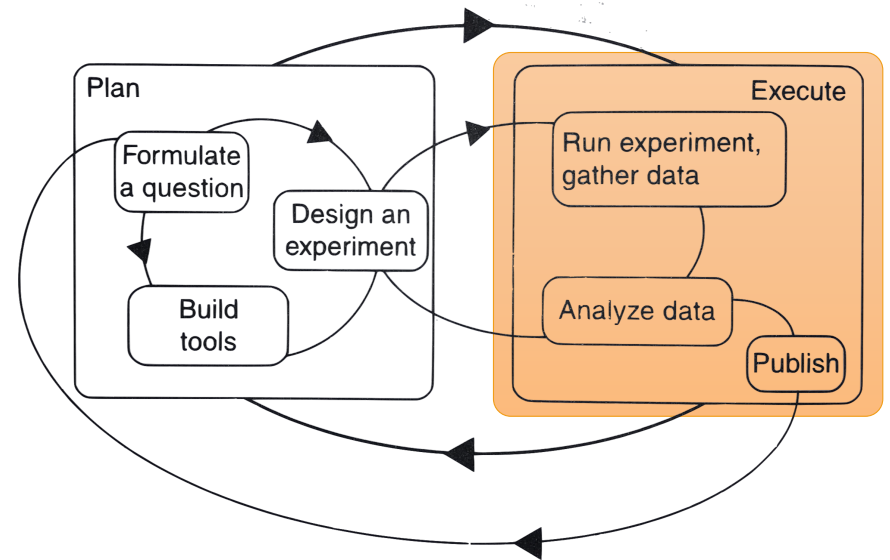 Plan
Formulate
a question
Design an
experiment
Build
tools
Execute
Run experiment,
gather data
Analyze data
Publish